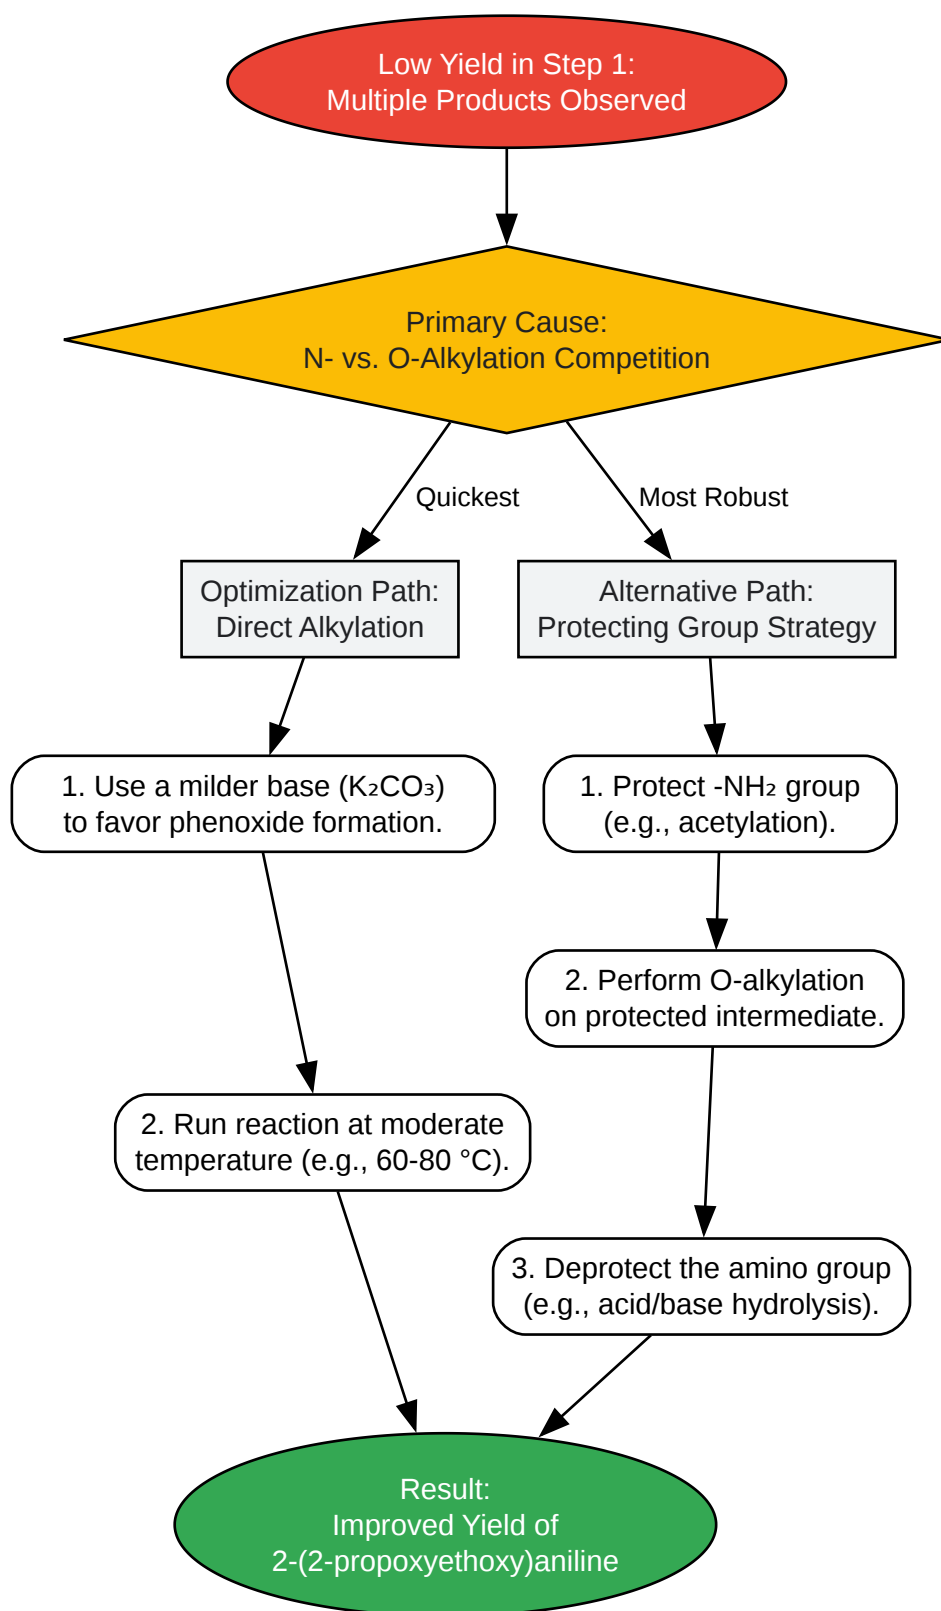 Low Yield in Step 1:
Multiple Products Observed
Primary Cause:
N- vs. O-Alkylation Competition
Quickest
Most Robust
Optimization Path:
Direct Alkylation
Alternative Path:
Protecting Group Strategy
1. Use a milder base (K₂CO₃)
to favor phenoxide formation.
1. Protect -NH₂ group
(e.g., acetylation).
2. Perform O-alkylation
on protected intermediate.
2. Run reaction at moderate
temperature (e.g., 60-80 °C).
3. Deprotect the amino group
(e.g., acid/base hydrolysis).
Result:
Improved Yield of
2-(2-propoxyethoxy)aniline